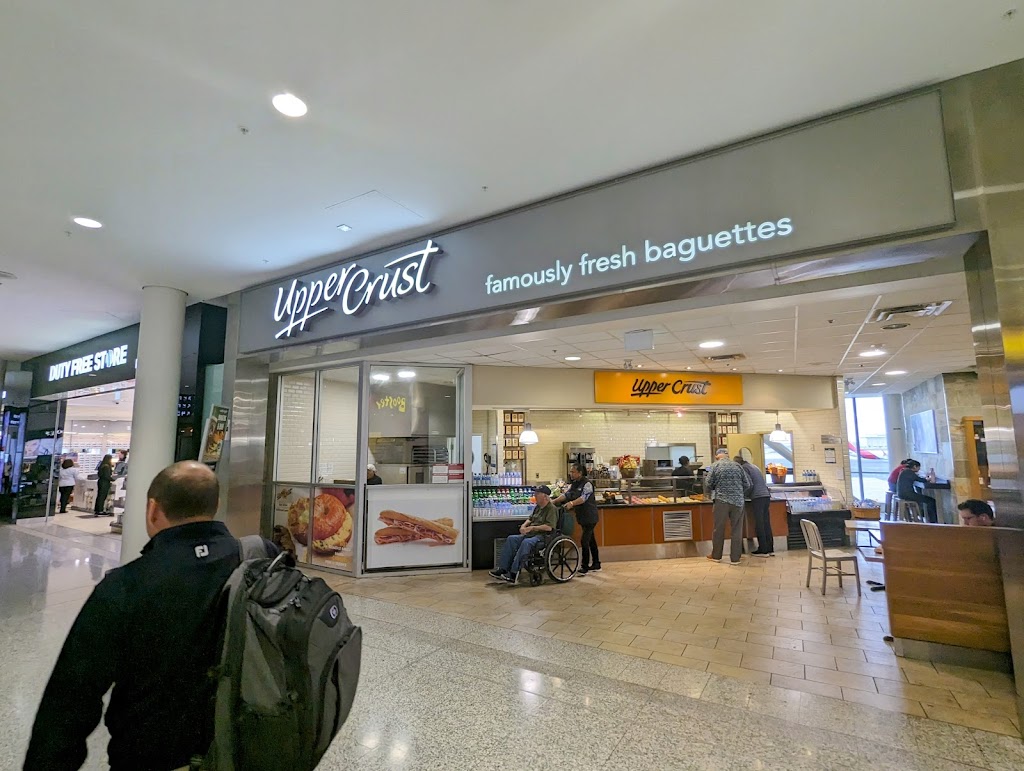 Upper Crust
famously fresh baguettes
DUTY FREE STORE
Upper Crust